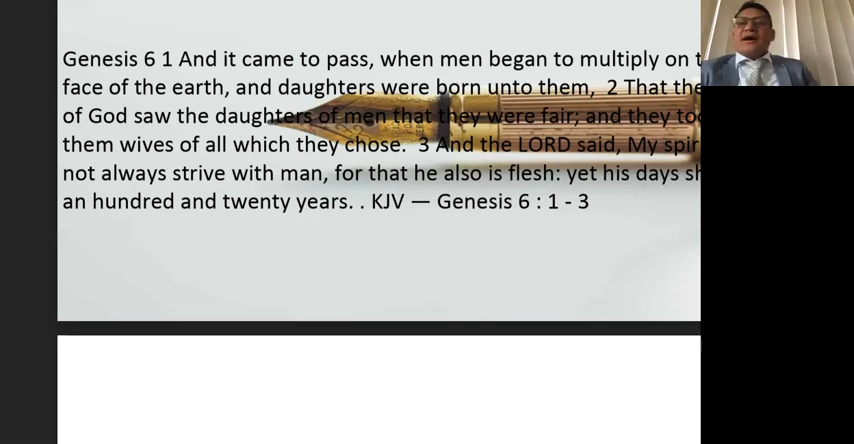 Genesis 6 1 And it came to pass, when men began to multiply on
face of the earth, and daughters were born unto them,  2 That the
of God saw the daughters of men that they were fair; and they
them wives of all which they chose.  3 And the LORD said, My
not always strive with man, for that he also is flesh: yet his days
an hundred and twenty years. . KJV — Genesis 6 : 1 - 3